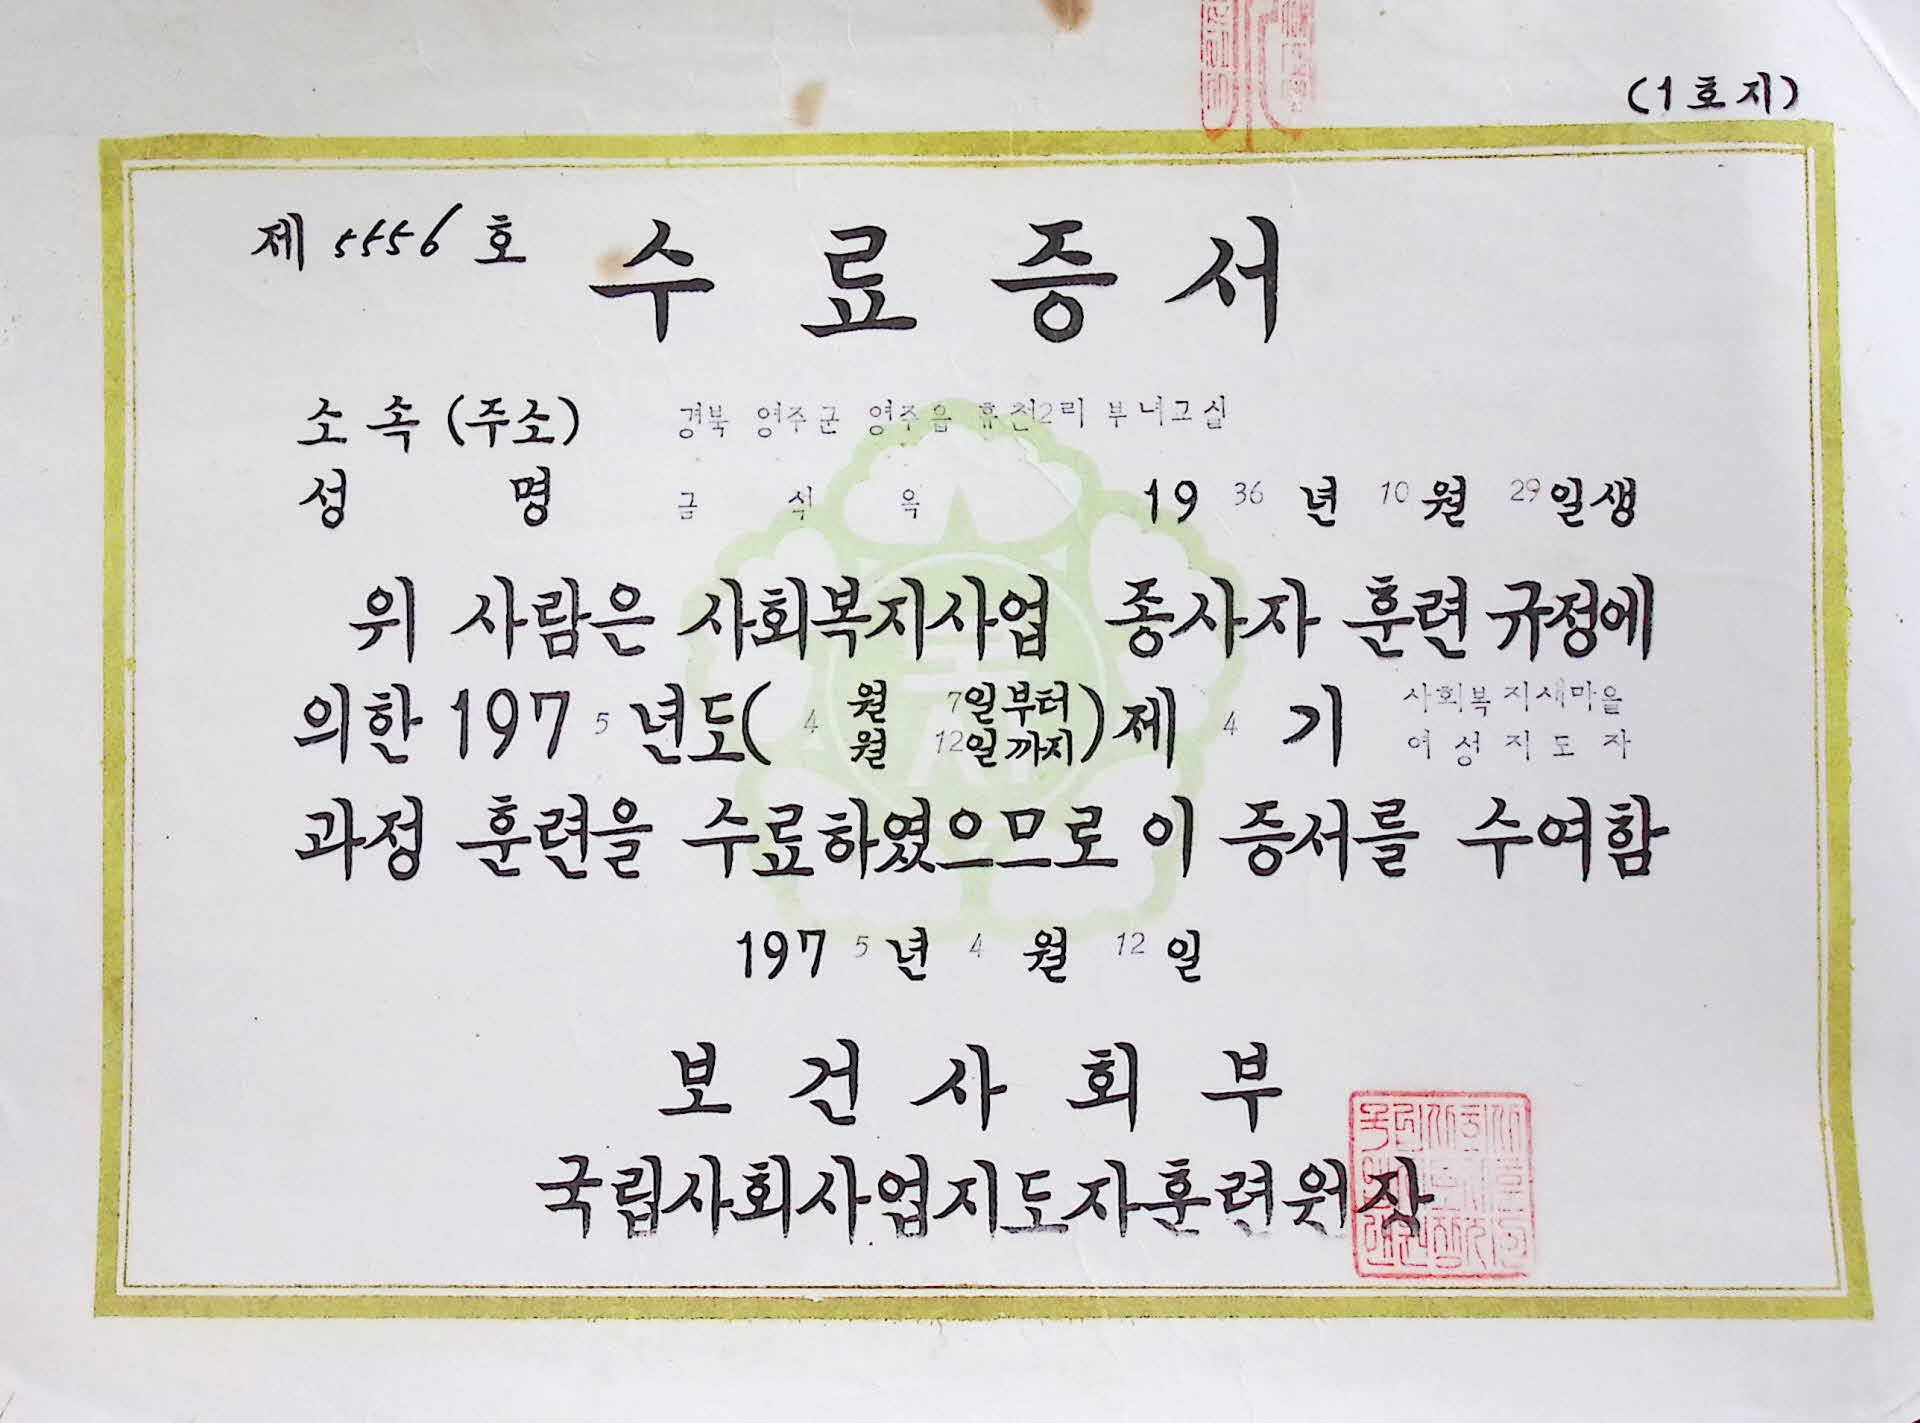 (1호지)
제 5556 호 수료증서
소속(주소) 경북 영주군 영주읍 휴천2리 부녀교실
성 명 금 식 옥 1936년 10월 29일생
위 사람은 사회복지사업 종사자 훈련 규정에
의한 1975년도( 4월 7일부터 제 4 기 사회복지새마을
월 12일까지) 여성지도자
과정 훈련을 수료하였으므로 이 증서를 수여함
1975년 4월 12일
보건사회부
국립사회사업지도자훈련원장